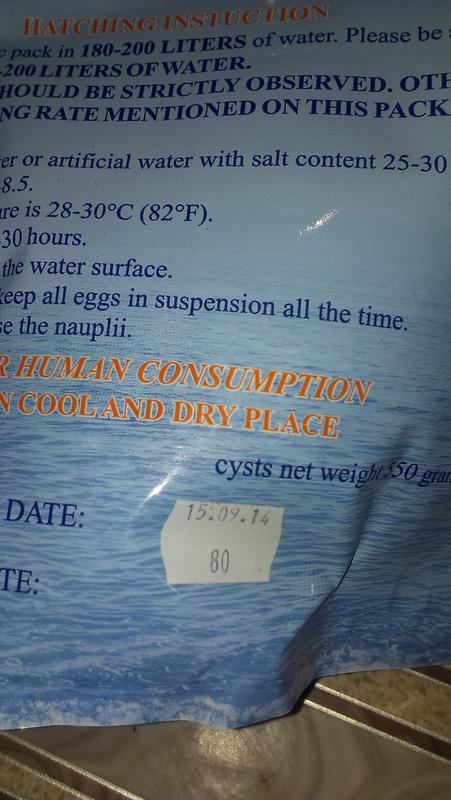 HATCHING INSTUCTION
pack in 180-200 LITERS of water. Please be
-200 LITERS OF WATER.
HOULD BE STRICTLY OBSERVED. OTH
NG RATE MENTIONED ON THIS PACK
er or artificial water with salt content 25-30
-8.5.
re is 28-30°C (82°F).
-30 hours.
the water surface.
keep all eggs in suspension all the time.
se the nauplii.
R HUMAN CONSUMPTION
N COOL AND DRY PLACE
cysts net weight 550 gram
DATE:
15.09.14
80
TE: